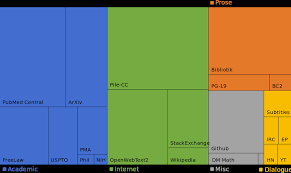 Prose
Bibliotik
Pile-CC
PG-19
BC2
PubMed Central
ArXiv
Subtitles
StackExchange
IRC
EP
PMA
Github
FreeLaw
USPTO
Phil
NIH
OpenWebText2
Wikipedia
DM Math
HN
YT
Academic
Internet
Misc
Dialogue